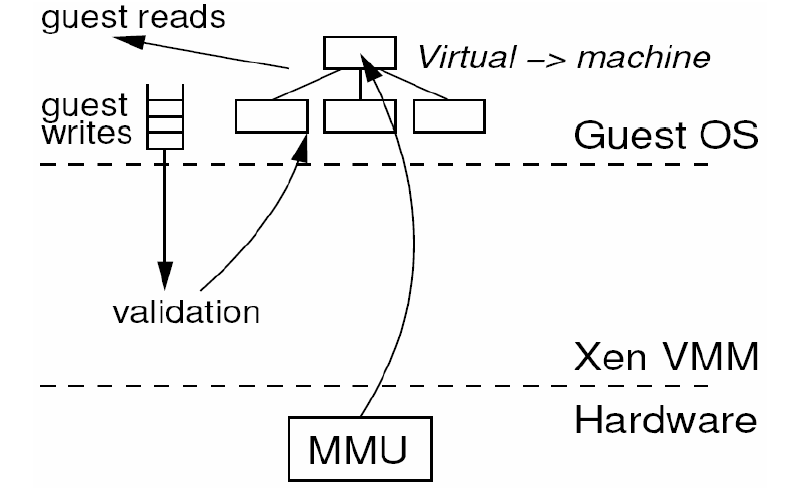 guest reads
Virtual –> machine
guest
writes
Guest OS
validation
Xen VMM
Hardware
MMU